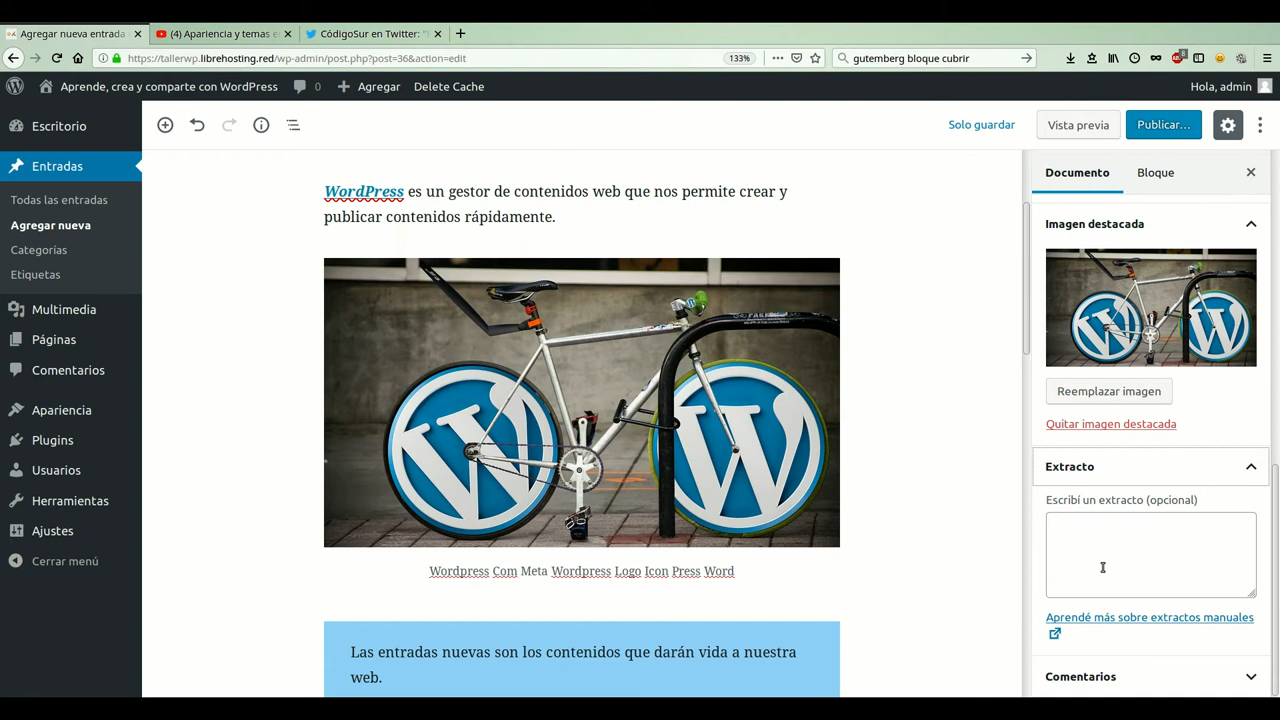 Agregar nueva entrada
(4) Apariencia y temas e
CódigoSur en Twitter: "
https://tallerwp.librehosting.red/wp-admin/post.php?post=36&action=edit
133%
gutemberg bloque cubrir
8
Aprende, crea y comparte con WordPress
0
Agregar
Delete Cache
Hola, admin
Escritorio
Entradas
Todas las entradas
Agregar nueva
Categorías
Etiquetas
Multimedia
Páginas
Comentarios
Apariencia
Plugins
Usuarios
Herramientas
Ajustes
Cerrar menú
Solo guardar
Vista previa
Publicar...
WordPress es un gestor de contenidos web que nos permite crear y
publicar contenidos rápidamente.
Wordpress Com Meta Wordpress Logo Icon Press Word
Las entradas nuevas son los contenidos que darán vida a nuestra
web.
Documento
Bloque
Imagen destacada
Reemplazar imagen
Quitar imagen destacada
Extracto
Escribí un extracto (opcional)
Aprendé más sobre extractos manuales
Comentarios